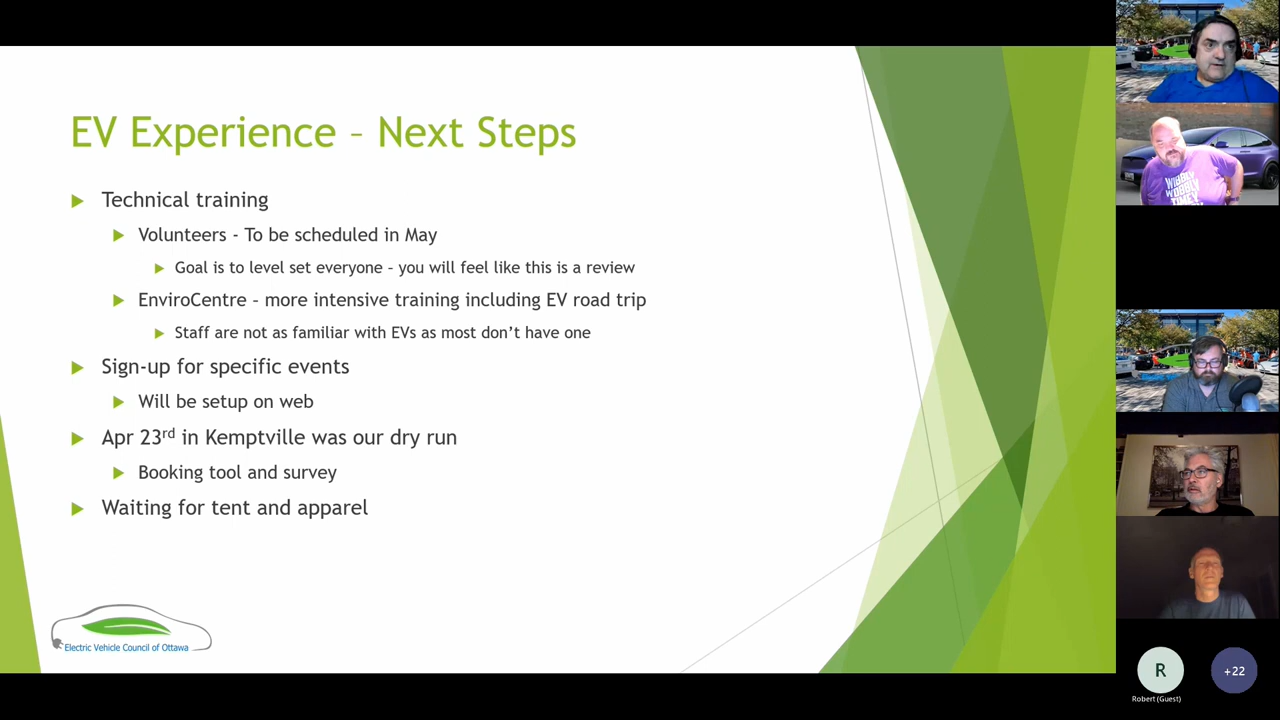 EV Experience – Next Steps
Technical training
Volunteers - To be scheduled in May
Goal is to level set everyone – you will feel like this is a review
EnviroCentre – more intensive training including EV road trip
Staff are not as familiar with EVs as most don’t have one
Sign-up for specific events
Will be setup on web
Apr 23rd in Kemptville was our dry run
Booking tool and survey
Waiting for tent and apparel
Electric Vehicle Council of Ottawa
WIBBLY
WOBBLY
TIMEY
R
+22
Robert (Guest)